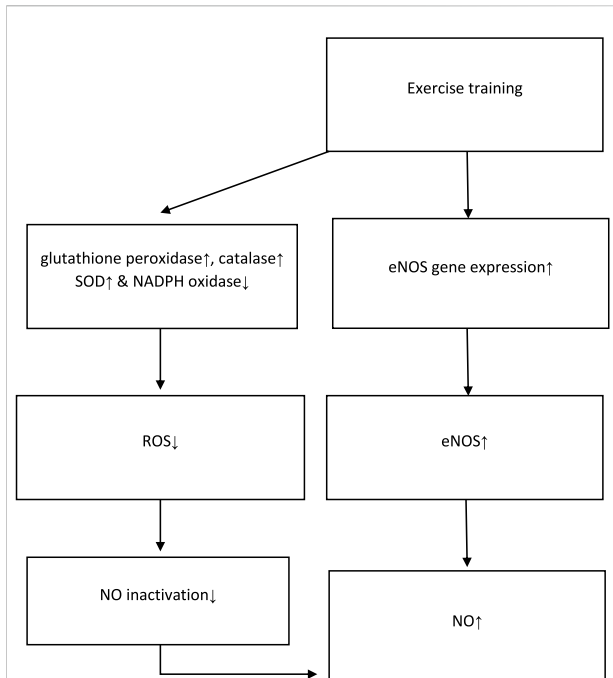 Exercise training
glutathione peroxidase↑, catalase↑
SOD↑ & NADPH oxidase↓
eNOS gene expression↑
ROS↓
eNOS↑
NO inactivation↓
NO↑